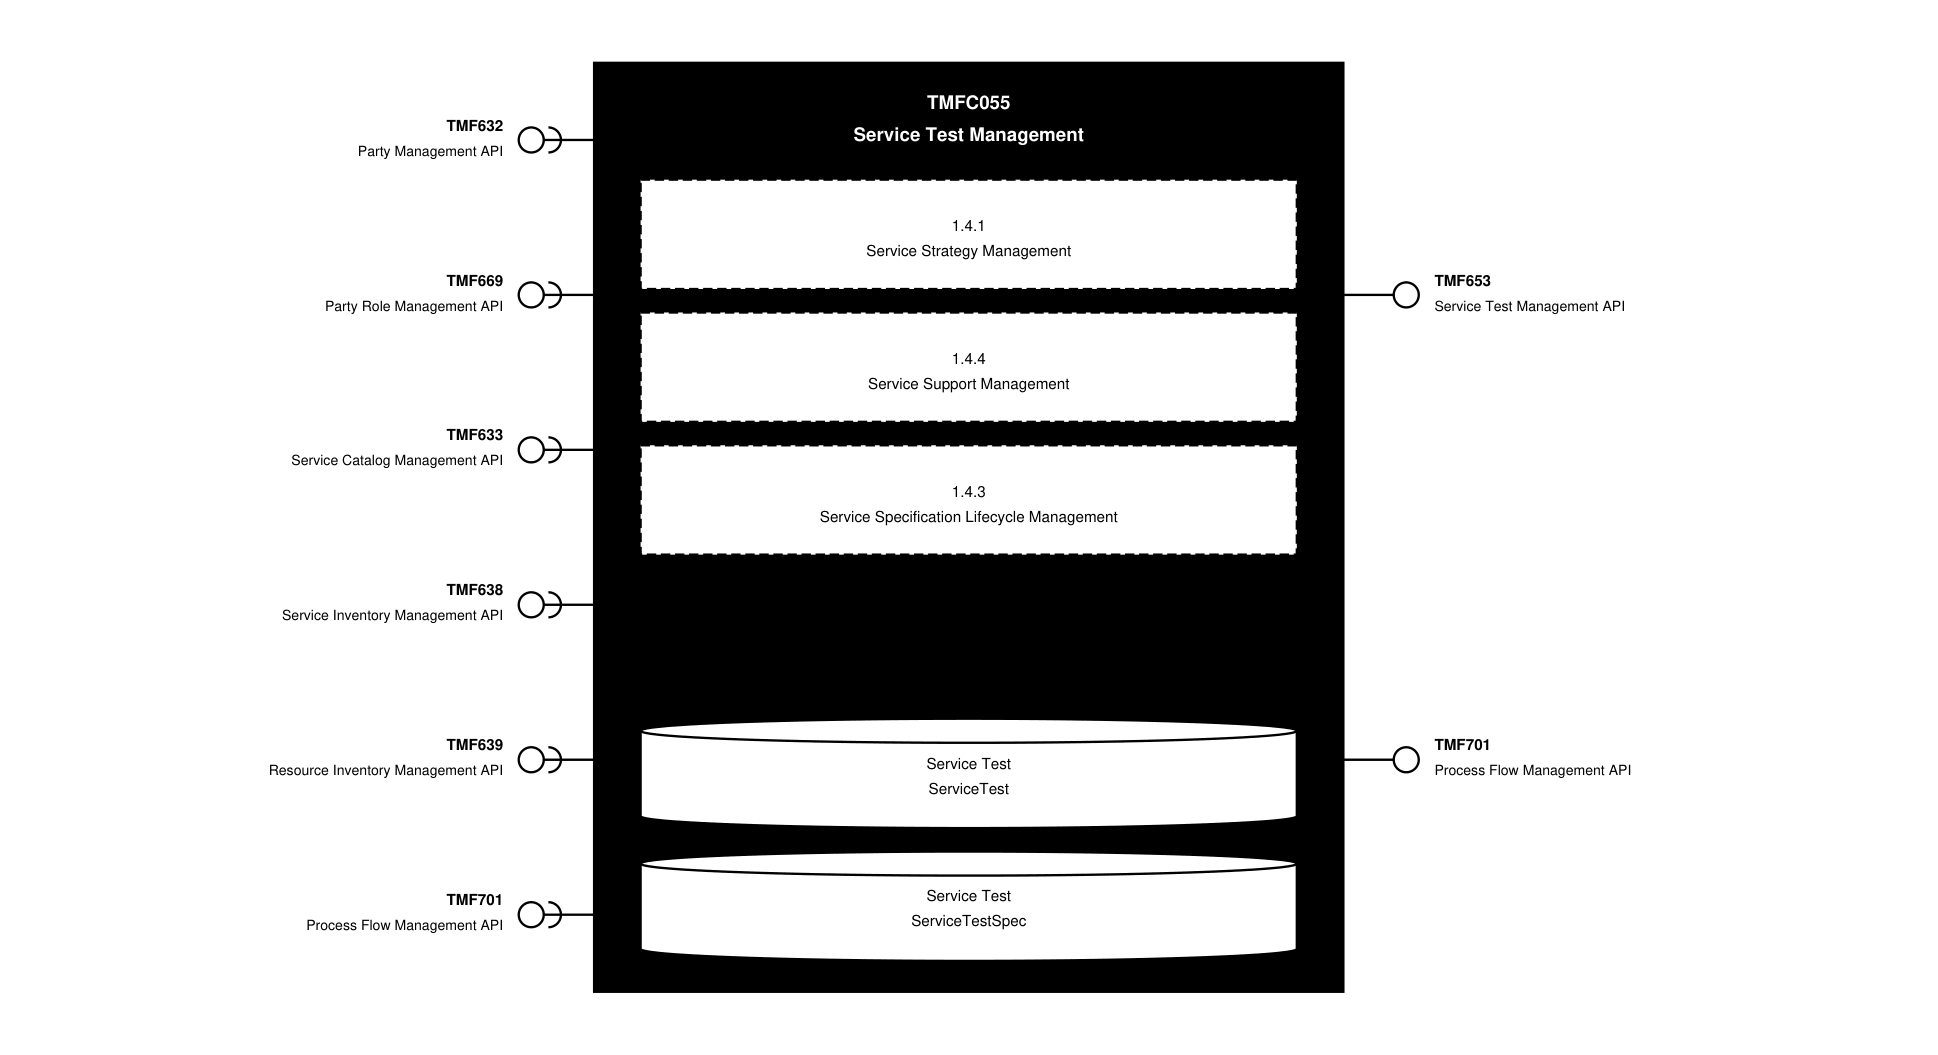 TMFC055
Service Test Management
TMF632
Party Management API
TMF669
Party Role Management API
TMF633
Service Catalog Management API
TMF638
Service Inventory Management API
TMF639
Resource Inventory Management API
TMF701
Process Flow Management API
1.4.1
Service Strategy Management
1.4.4
Service Support Management
1.4.3
Service Specification Lifecycle Management
Service Test
ServiceTest
Service Test
ServiceTestSpec
TMF653
Service Test Management API
TMF701
Process Flow Management API